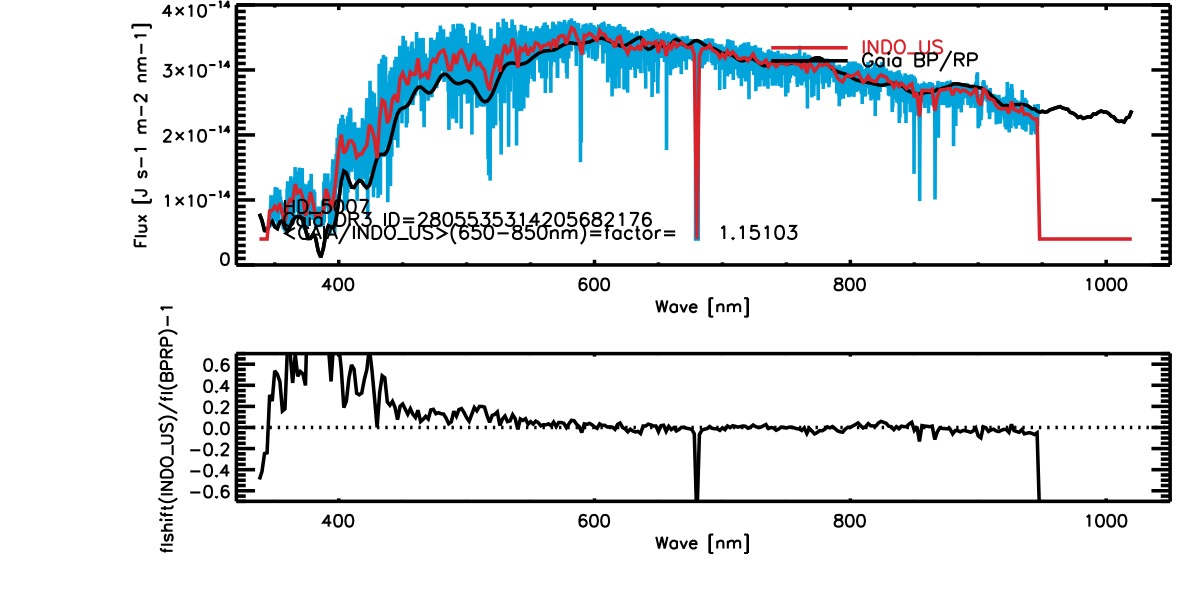 4×10−14
3×10−14
2×10−14
1×10−14
0
Flux [J s−1 m−2 nm−1]
INDO_US
Gaia BP/RP
HD_5007
Gaia DR3 ID=2805535314205682176
<GAIA/INDO_US>(650−850nm)=factor= 1.15103
400 600 800 1000
Wave [nm]
0.6
0.4
0.2
0.0
−0.2
−0.4
−0.6
flshift(INDO_US)/fl(BPRP)−1
400 600 800 1000
Wave [nm]